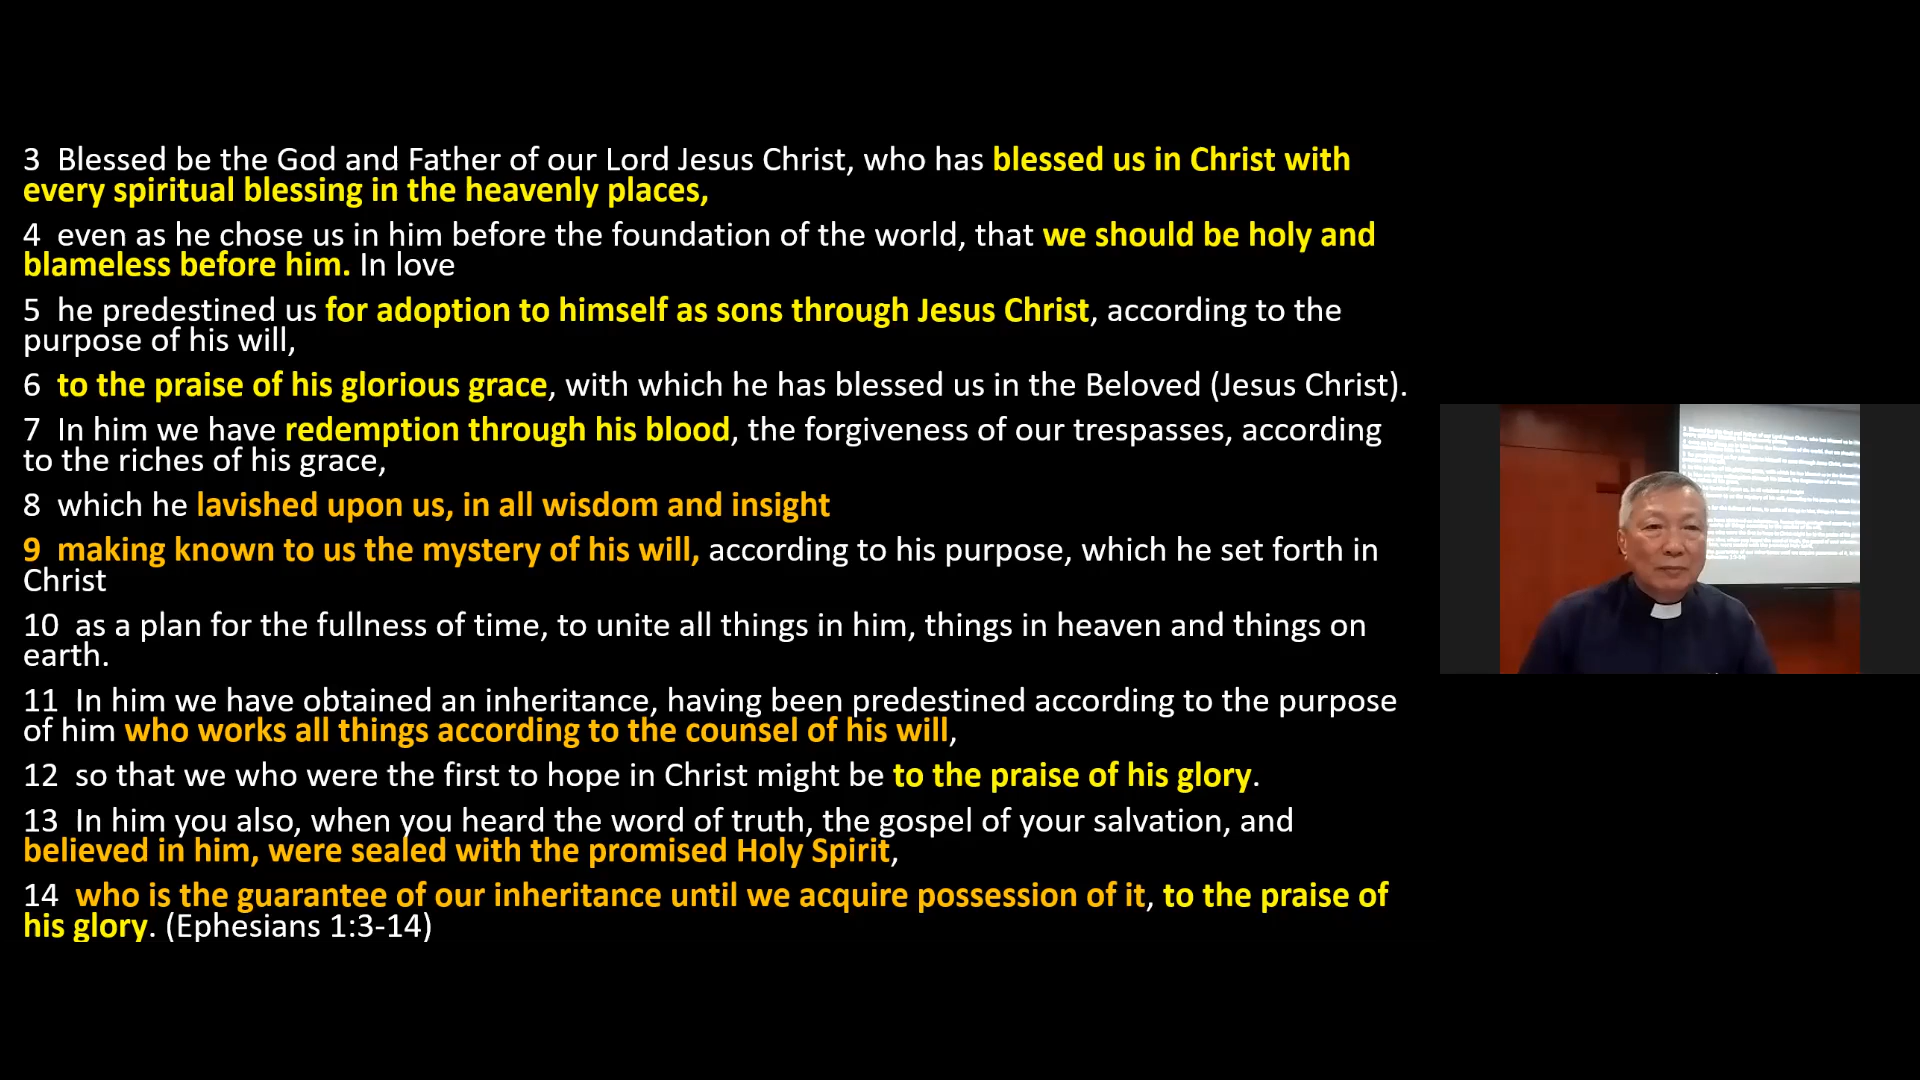 3 Blessed be the God and Father of our Lord Jesus Christ, who has blessed us in Christ with
every spiritual blessing in the heavenly places,
4 even as he chose us in him before the foundation of the world, that we should be holy and
blameless before him. In love
5 he predestined us for adoption to himself as sons through Jesus Christ, according to the
purpose of his will,
6 to the praise of his glorious grace, with which he has blessed us in the Beloved (Jesus Christ).
7 In him we have redemption through his blood, the forgiveness of our trespasses, according
to the riches of his grace,
8 which he lavished upon us, in all wisdom and insight
9 making known to us the mystery of his will, according to his purpose, which he set forth in
Christ
10 as a plan for the fullness of time, to unite all things in him, things in heaven and things on
earth.
11 In him we have obtained an inheritance, having been predestined according to the purpose
of him who works all things according to the counsel of his will,
12 so that we who were the first to hope in Christ might be to the praise of his glory.
13 In him you also, when you heard the word of truth, the gospel of your salvation, and
believed in him, were sealed with the promised Holy Spirit,
14 who is the guarantee of our inheritance until we acquire possession of it, to the praise of
his glory. (Ephesians 1:3-14)